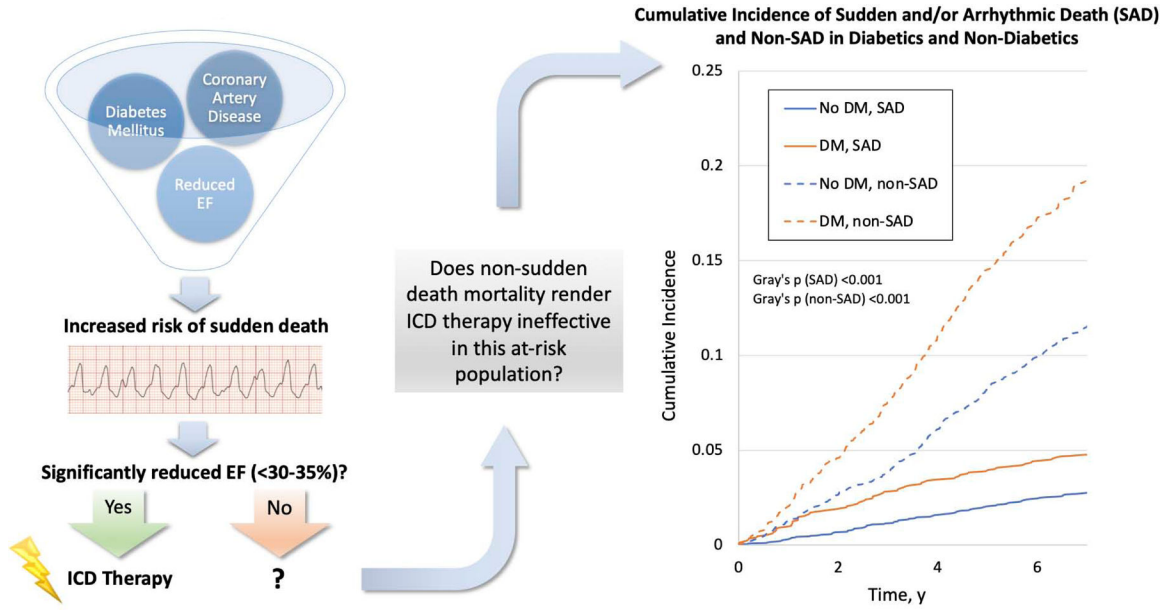 Diabetes
Mellitus
Coronary
Artery
Disease
Reduced
EF
Increased risk of sudden death
Significantly reduced EF (<30-35%)?
Yes
No
ICD Therapy
?
Does non-sudden
death mortality render
ICD therapy ineffective
in this at-risk
population?
Cumulative Incidence of Sudden and/or Arrhythmic Death (SAD)
and Non-SAD in Diabetics and Non-Diabetics
0.25
0.2
0.15
0.1
0.05
0
Cumulative Incidence
No DM, SAD
DM, SAD
No DM, non-SAD
DM, non-SAD
Gray's p (SAD) <0.001
Gray's p (non-SAD) <0.001
0 2 4 6
Time, y